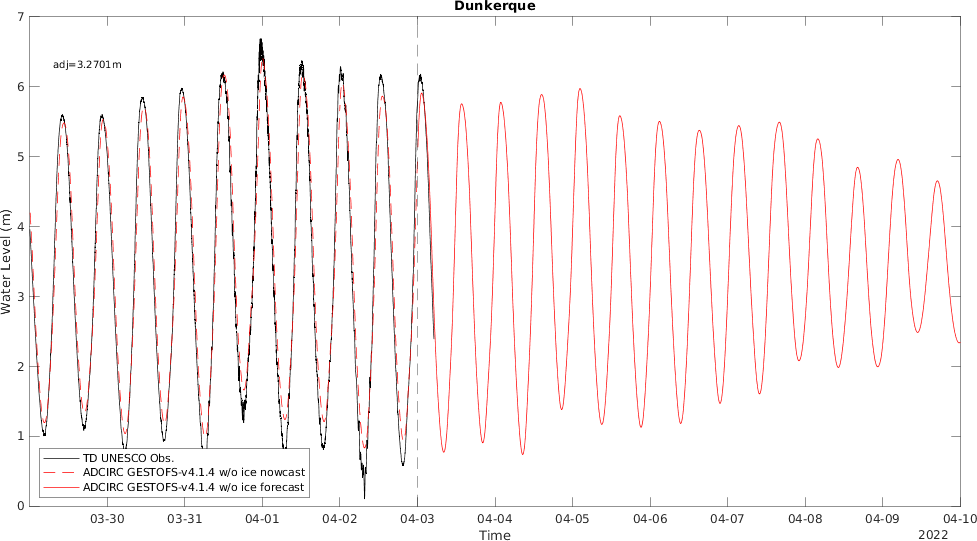 Dunkerque
7
6
5
4
3
2
1
0
Water Level (m)
adj=3.2701m
TD UNESCO Obs.
ADCIRC GESTOFS-v4.1.4 w/o ice nowcast
ADCIRC GESTOFS-v4.1.4 w/o ice forecast
03-30 03-31 04-01 04-02 04-03 04-04 04-05 04-06 04-07 04-08 04-09 04-10
Time
2022